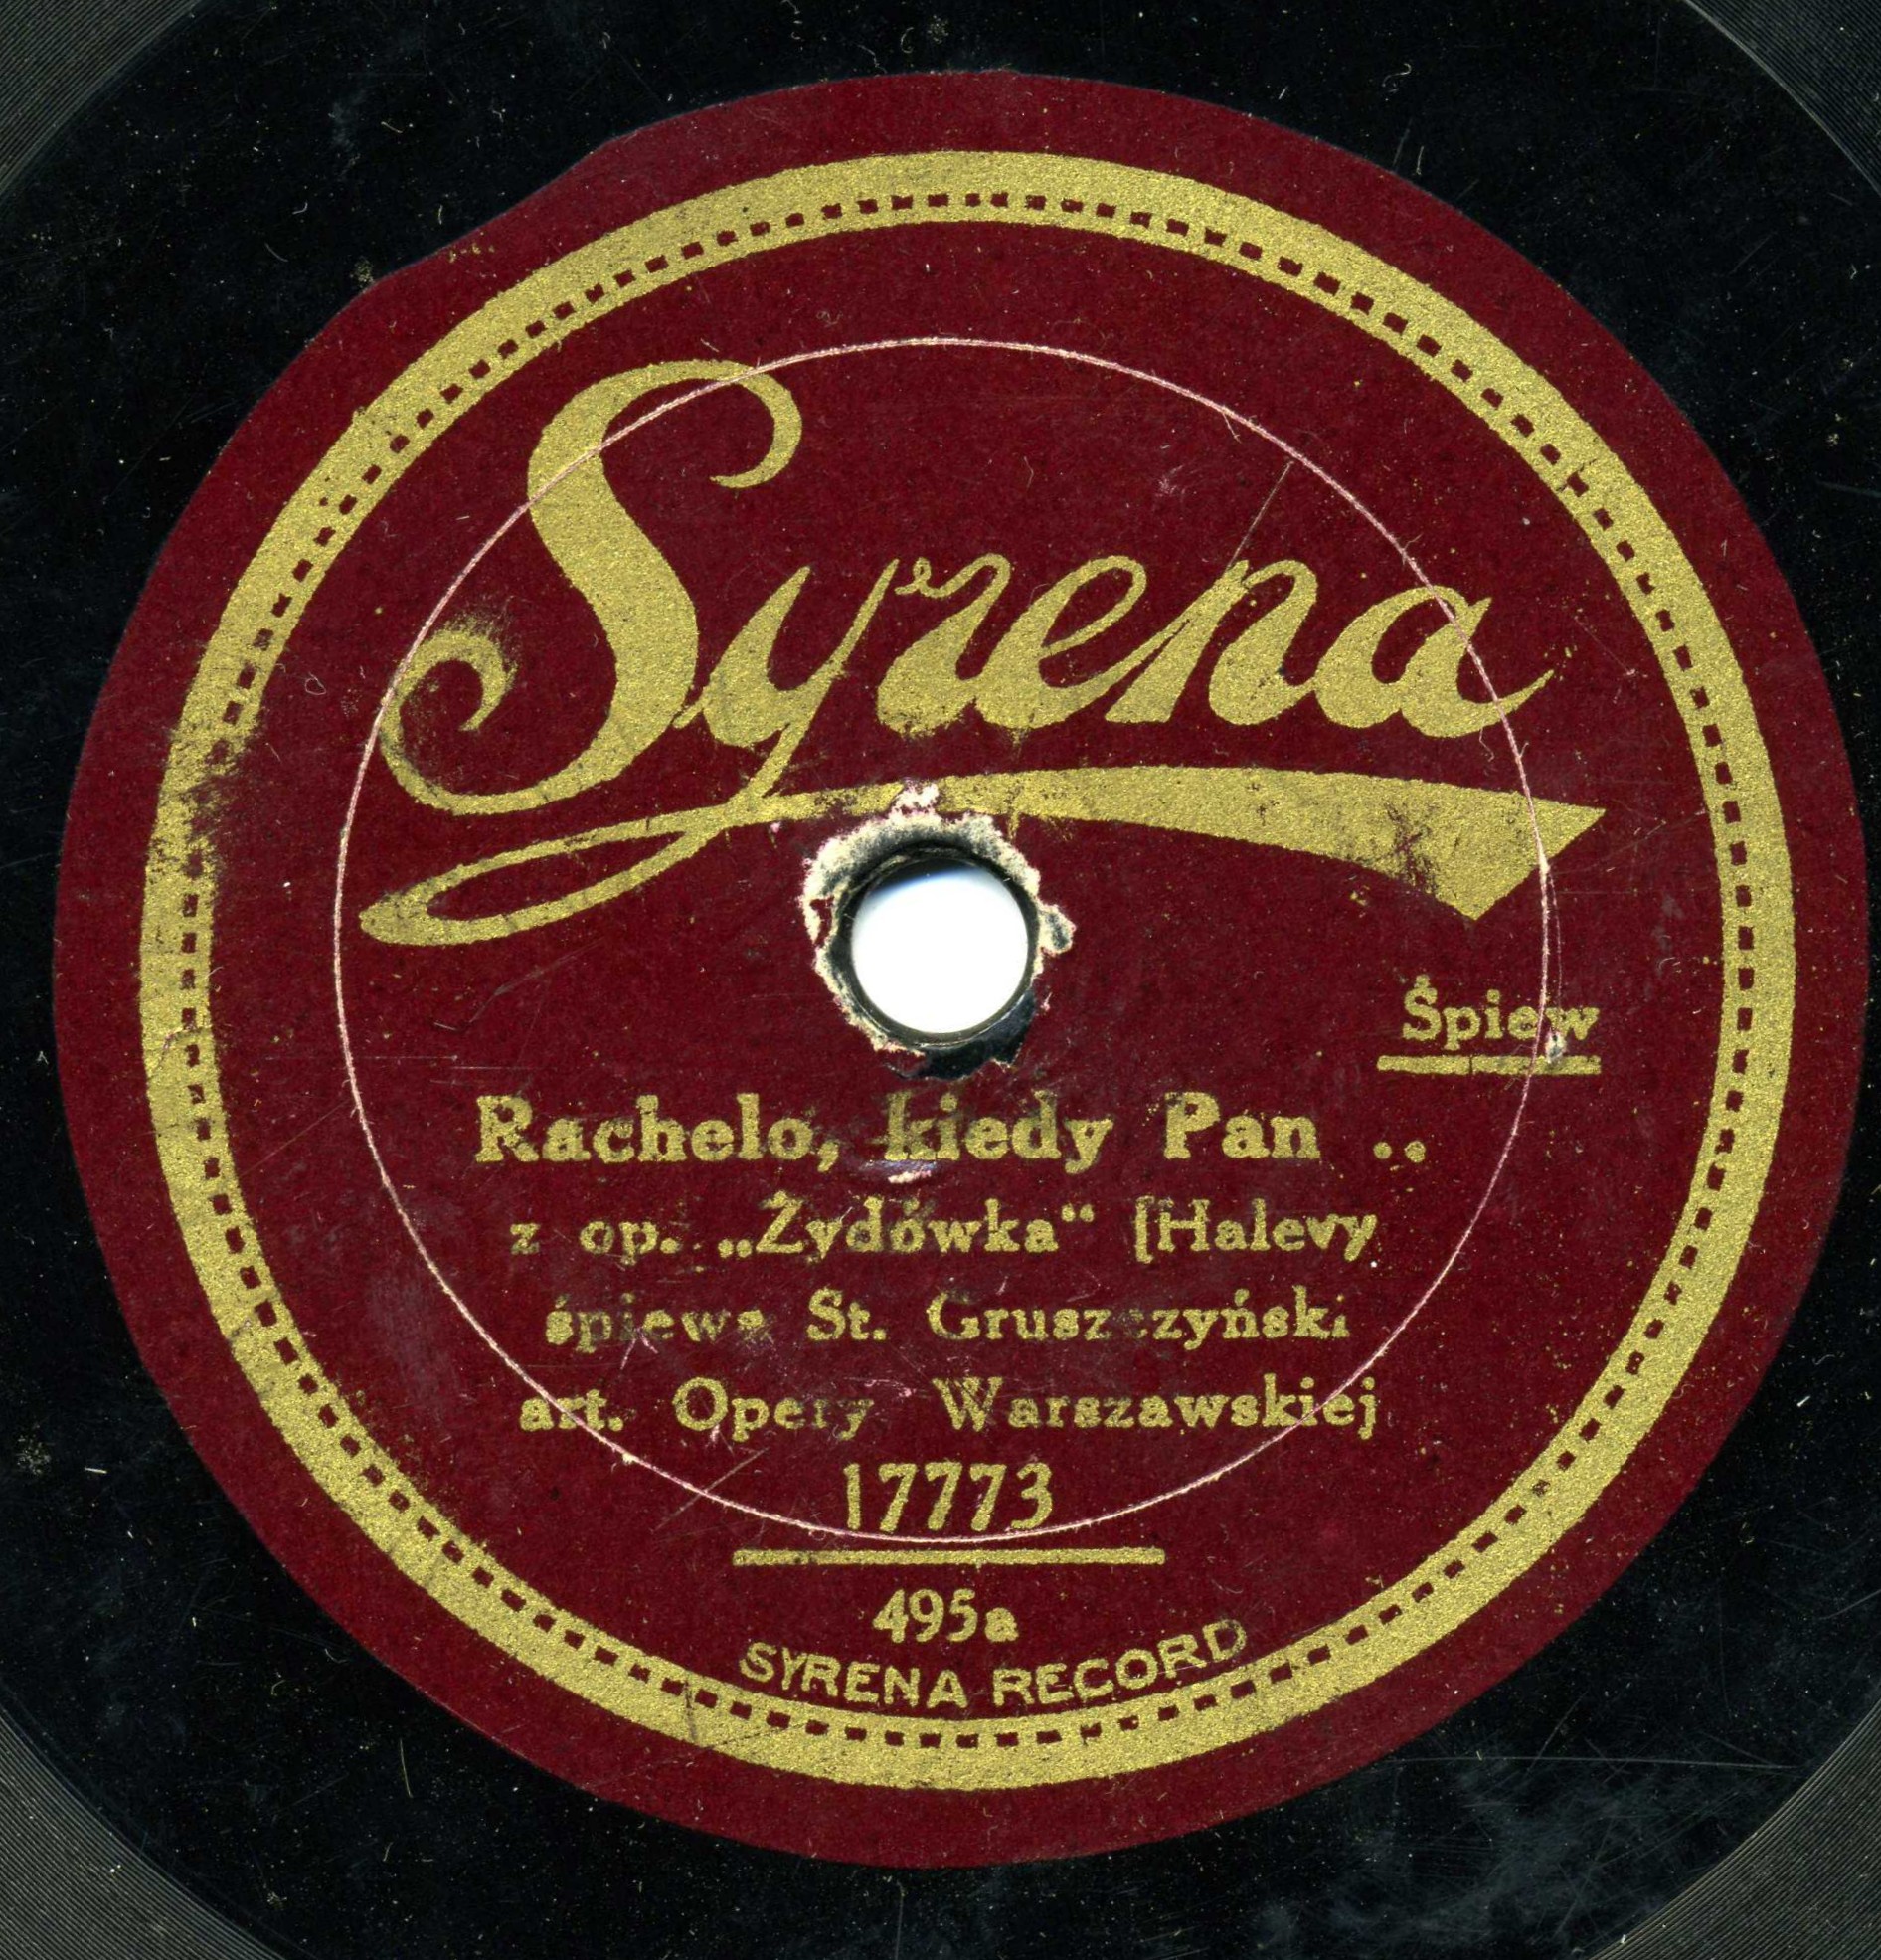 Syrena
Śpiew
Rachelo, kiedy Pan ..
z op. „Żydówka“ [Halevy
śpiewa St. Gruszczyński
art. Opery Warszawskiej
17773
495a
SYRENA RECORD